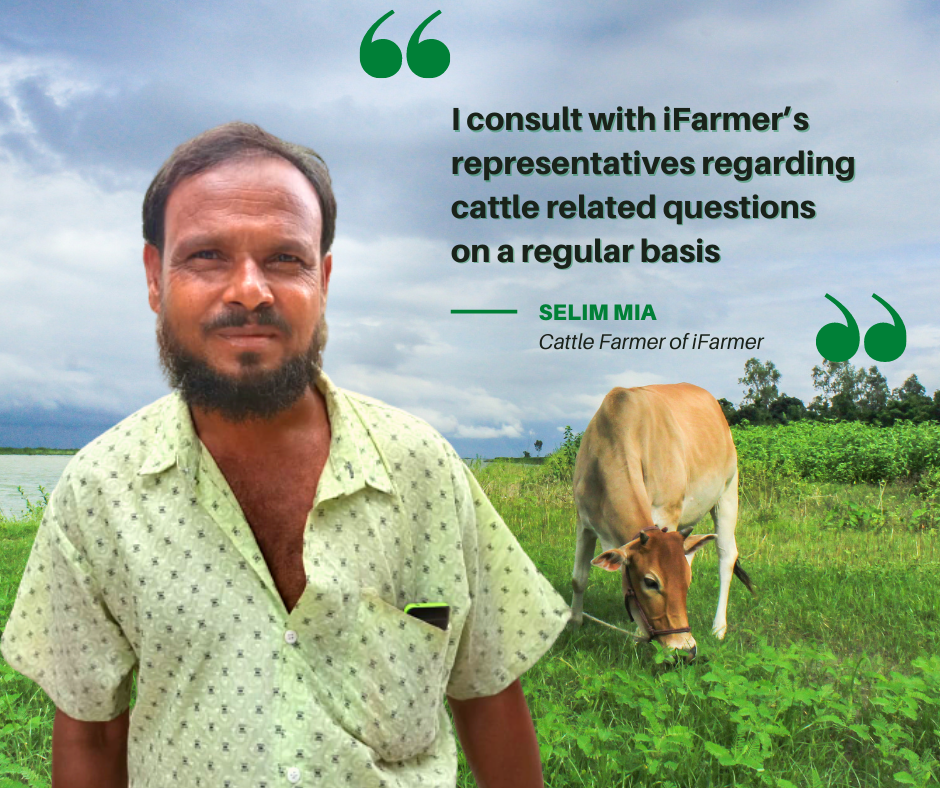 “
I consult with iFarmer’s
representatives regarding
cattle related questions
on a regular basis
SELIM MIA
Cattle Farmer of iFarmer
”